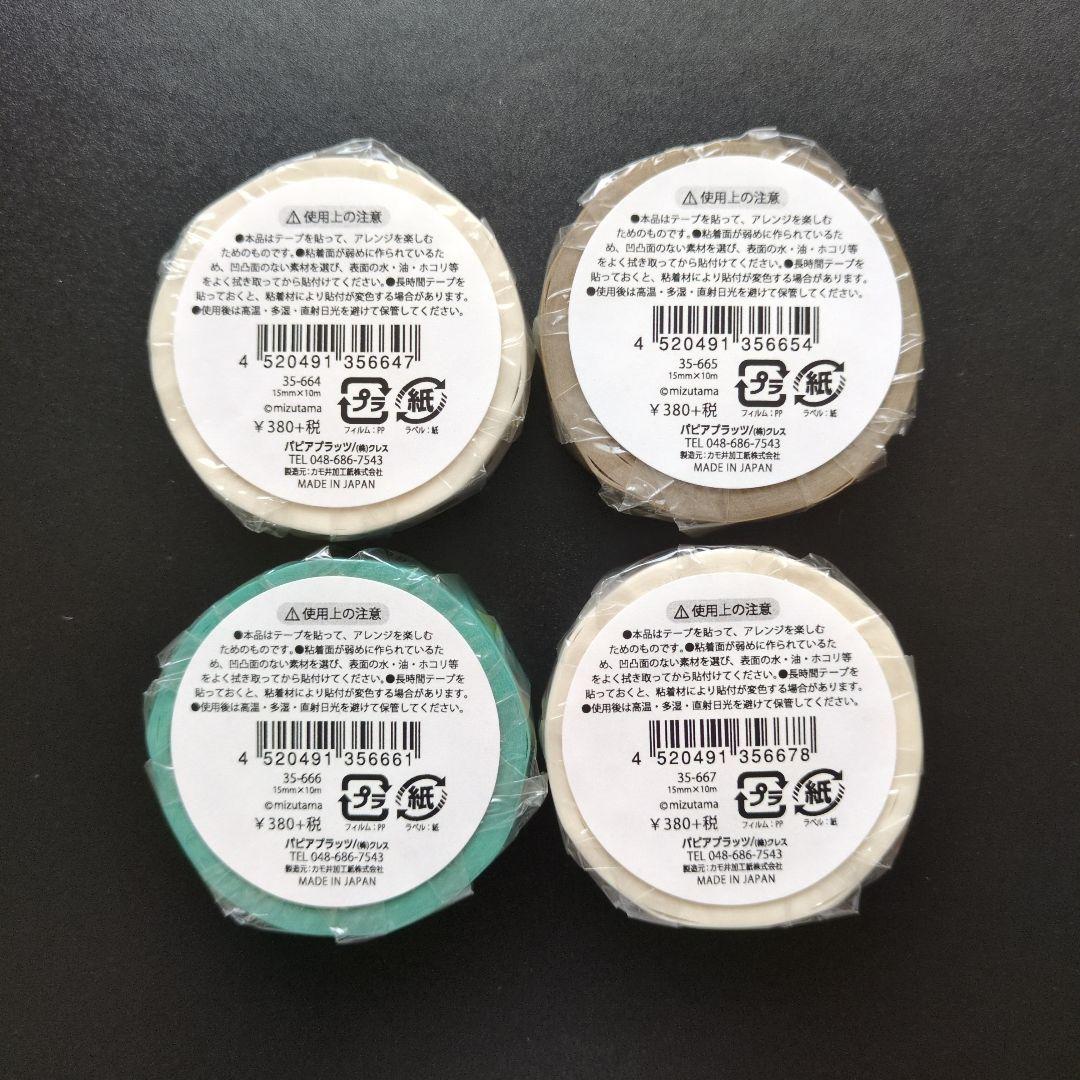 ⚠使用上の注意
●本品はテープを貼って、アレンジを楽しむ
ためのものです。●粘着面が弱めに作られているた
め、凹凸面のない素材を選び、表面の水・油・ホコリ等
をよく拭き取ってから貼付けてください。●長時間テープを
貼っておくと、粘着材により貼付が変色する場合があります。
●使用後は高温・多湿・直射日光を避けて保管してください。
4 520491 356647
35-664
15mm×10m
©mizutama
¥380+税
プラ
フィルム:PP
紙
ラベル:紙
パピアプラッツ/(株)クレス
TEL 048-686-7543
製造元:カモ井加工紙株式会社
MADE IN JAPAN
⚠使用上の注意
●本品はテープを貼って、アレンジを楽しむ
ためのものです。●粘着面が弱めに作られているた
め、凹凸面のない素材を選び、表面の水・油・ホコリ等
をよく拭き取ってから貼付けてください。●長時間テープを
貼っておくと、粘着材により貼付が変色する場合があります。
●使用後は高温・多湿・直射日光を避けて保管してください。
4 520491 356654
35-665
15mm×10m
©mizutama
¥380+税
プラ
フィルム:PP
紙
ラベル:紙
パピアプラッツ/(株)クレス
TEL 048-686-7543
製造元:カモ井加工紙株式会社
MADE IN JAPAN
⚠使用上の注意
●本品はテープを貼って、アレンジを楽しむ
ためのものです。●粘着面が弱めに作られているた
め、凹凸面のない素材を選び、表面の水・油・ホコリ等
をよく拭き取ってから貼付けてください。●長時間テープを
貼っておくと、粘着材により貼付が変色する場合があります。
●使用後は高温・多湿・直射日光を避けて保管してください。
4 520491 356661
35-666
15mm×10m
©mizutama
¥380+税
プラ
フィルム:PP
紙
ラベル:紙
パピアプラッツ/(株)クレス
TEL 048-686-7543
製造元:カモ井加工紙株式会社
MADE IN JAPAN
⚠使用上の注意
●本品はテープを貼って、アレンジを楽しむ
ためのものです。●粘着面が弱めに作られているた
め、凹凸面のない素材を選び、表面の水・油・ホコリ等
をよく拭き取ってから貼付けてください。●長時間テープを
貼っておくと、粘着材により貼付が変色する場合があります。
●使用後は高温・多湿・直射日光を避けて保管してください。
4 520491 356678
35-667
15mm×10m
©mizutama
¥380+税
プラ
フィルム:PP
紙
ラベル:紙
パピアプラッツ/(株)クレス
TEL 048-686-7543
製造元:カモ井加工紙株式会社
MADE IN JAPAN